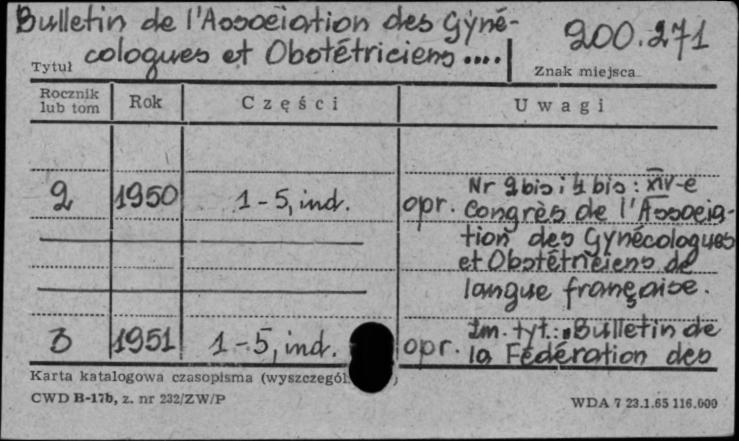 Bulletin de l'Association des Gyné-
cologues et Obstétriciens....
200.271
Tytuł
Znak miejsca
Rocznik lub tom
Rok
Części
Uwagi
2 1950 1-5, ind. opr. Nr 2 bis i 4 bis: XIV-e
Congrès de l'Associa-
tion des Gynécologues
et Obstétriciens de
langue française.
3 1951 1-5, ind. opr. Zm. tyt.: Bulletin de
la Fédération des
Karta katalogowa czasopisma (wyszczegól. )
CWD B-17b, z. nr 232/ZW/P
WDA 7 23.1.65 116.000